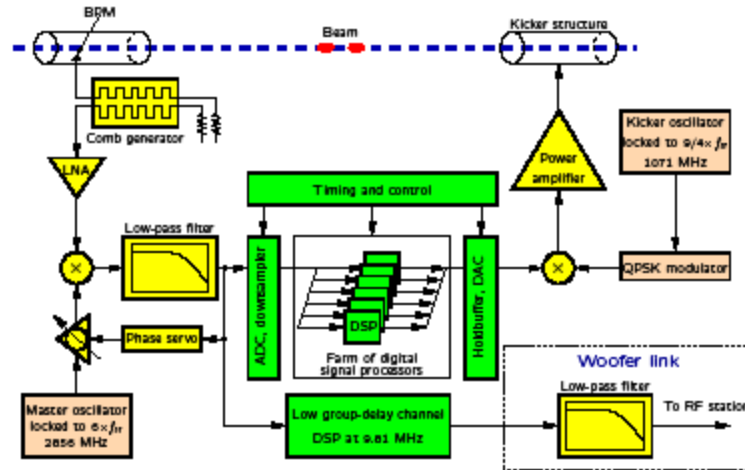 BPM
Beam
Kicker structure
Comb generator
LNA
Power
amplifier
Kicker oscillator
locked to 9/4× frf
1071 MHz
Timing and control
Low-pass filter
×
ADC, downsampler
DSP
Farm of digital
signal processors
Holdbuffer, DAC
×
QPSK modulator
Phase servo
Master oscillator
locked to 6× frf
2856 MHz
Low group-delay channel
DSP at 9.81 MHz
Woofer link
Low-pass filter
To RF station